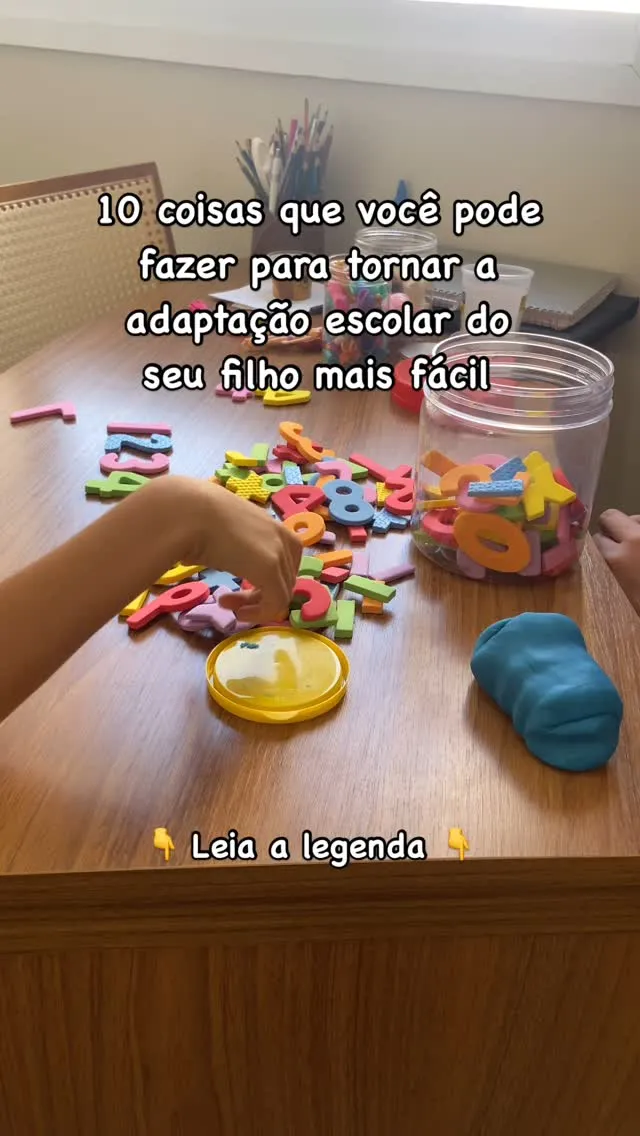 10 coisas que você pode
fazer para tornar a
adaptação escolar do
seu filho mais fácil
👇 Leia a legenda 👇